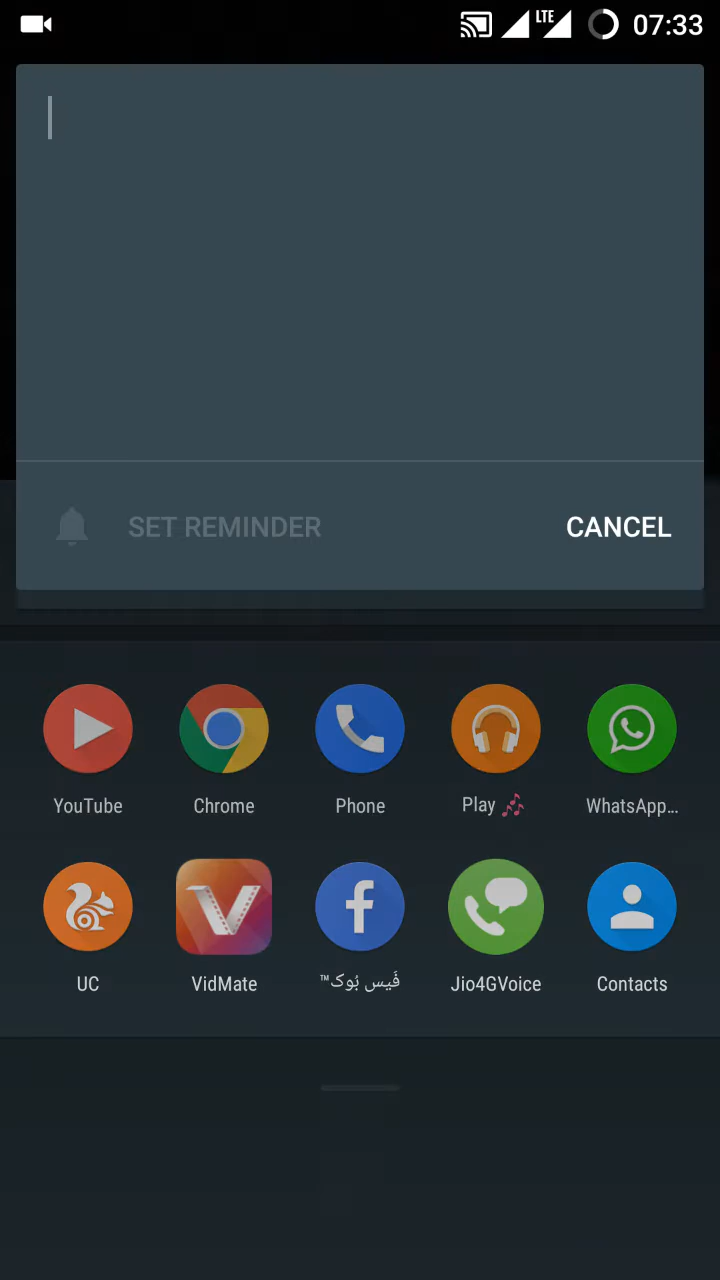 LTE 07:33
SET REMINDER CANCEL
YouTube Chrome Phone Play 🎶 WhatsApp...
UC VidMate فَیس بُوک™ Jio4GVoice Contacts